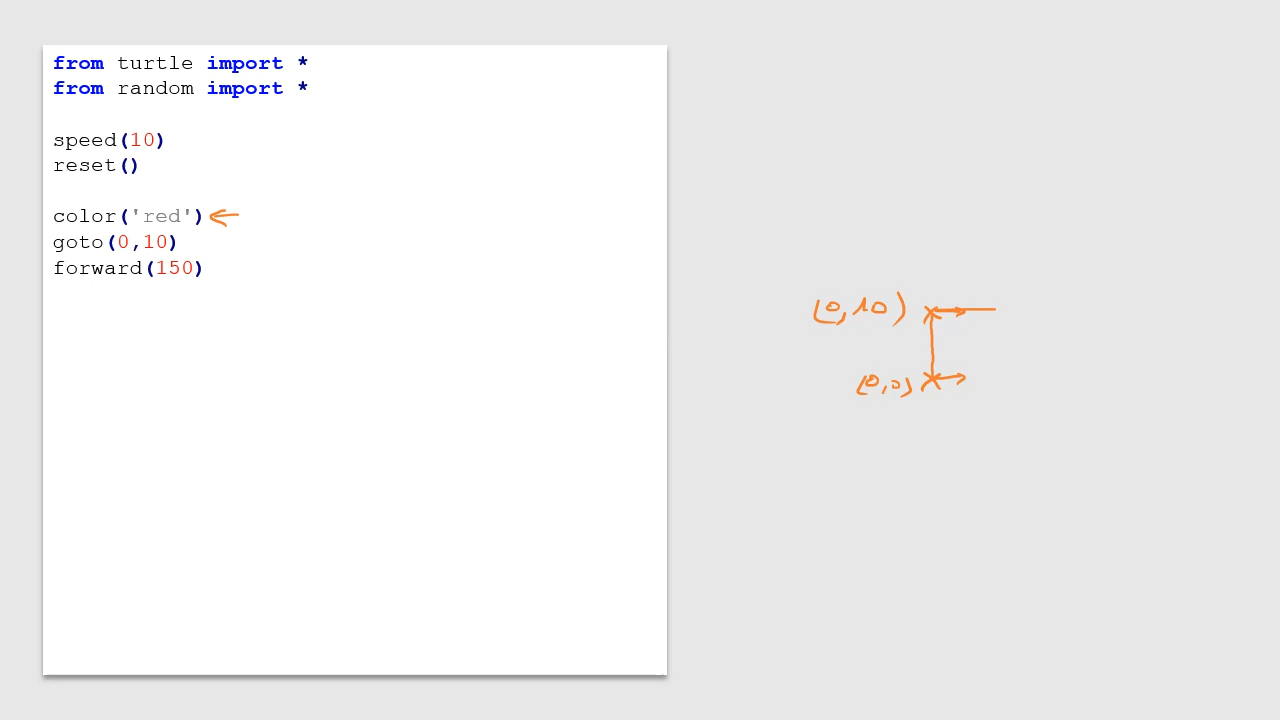 from turtle import *
from random import *
speed(10)
reset()
color('red')
goto(0,10)
forward(150)
(0,10)
(0,0)